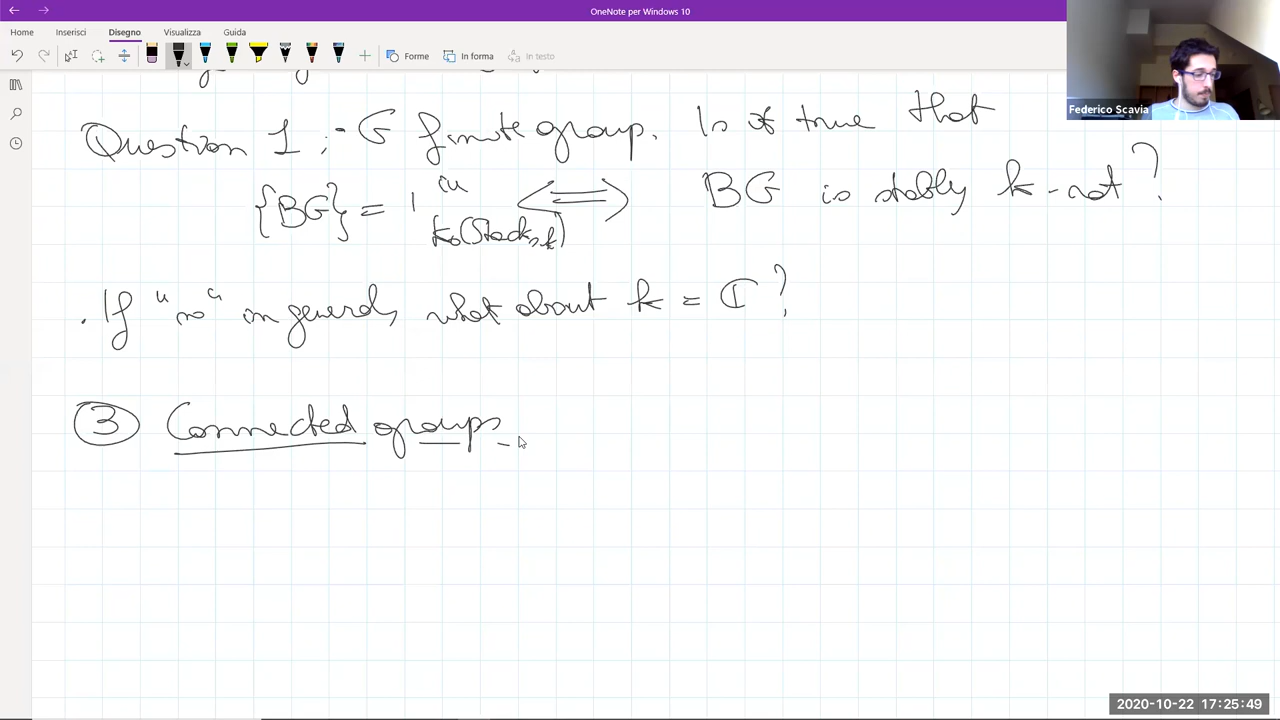 OneNote per Windows 10
Home Inserisci Disegno Visualizza Guida
Forme In forma In testo
Federico Scavia
Question 1: - G finite group. Is it true that
{BG} = 1 in K₀(Stacks_k) ⟺ BG is stably k-rat?
. If "no" in general, what about k = ℂ?
③ Connected groups.
2020-10-22 17:25:49